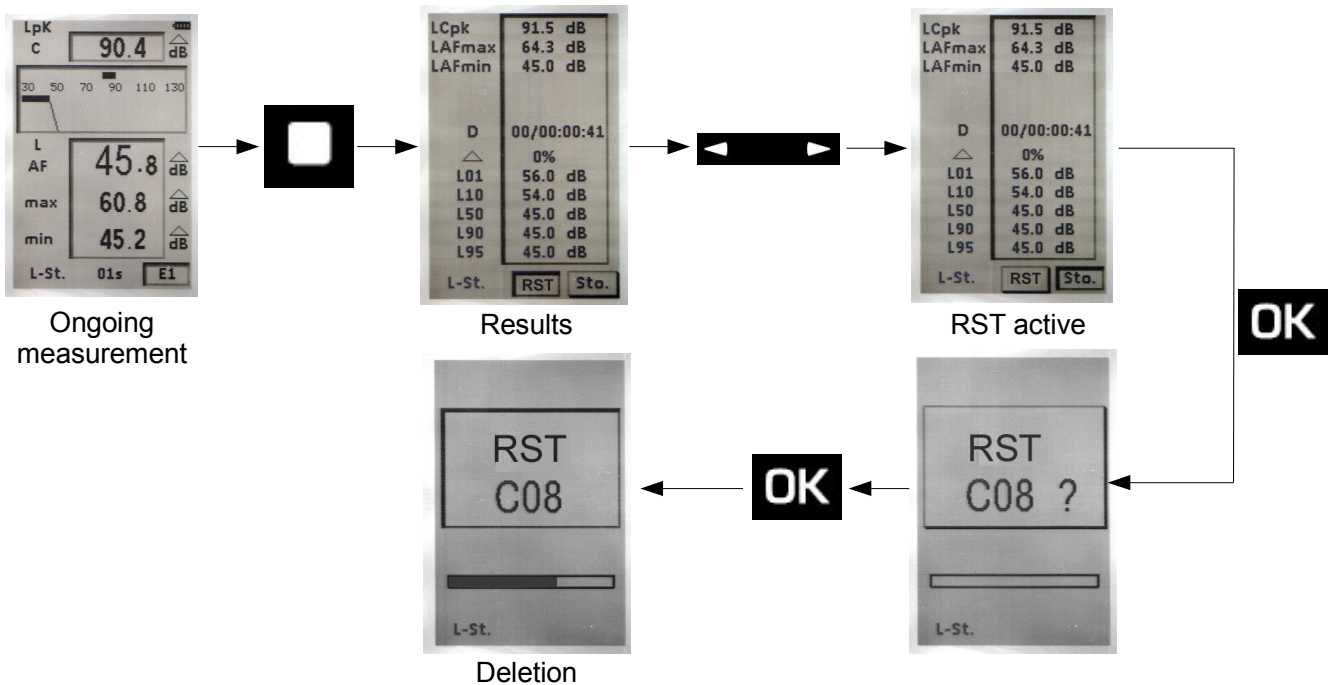 LpK
C 90.4 dB
30 50 70 90 110 130
L
AF 45.8 dB
max 60.8 dB
min 45.2 dB
L-St. 01s E1
Ongoing
measurement
LCpk 91.5 dB
LAFmax 64.3 dB
LAFmin 45.0 dB
D 00/00:00:41
0%
L01 56.0 dB
L10 54.0 dB
L50 45.0 dB
L90 45.0 dB
L95 45.0 dB
L-St. RST Sto.
Results
LCpk 91.5 dB
LAFmax 64.3 dB
LAFmin 45.0 dB
D 00/00:00:41
0%
L01 56.0 dB
L10 54.0 dB
L50 45.0 dB
L90 45.0 dB
L95 45.0 dB
L-St. RST Sto.
RST active
OK
RST
C08 ?
L-St.
OK
RST
C08
L-St.
Deletion